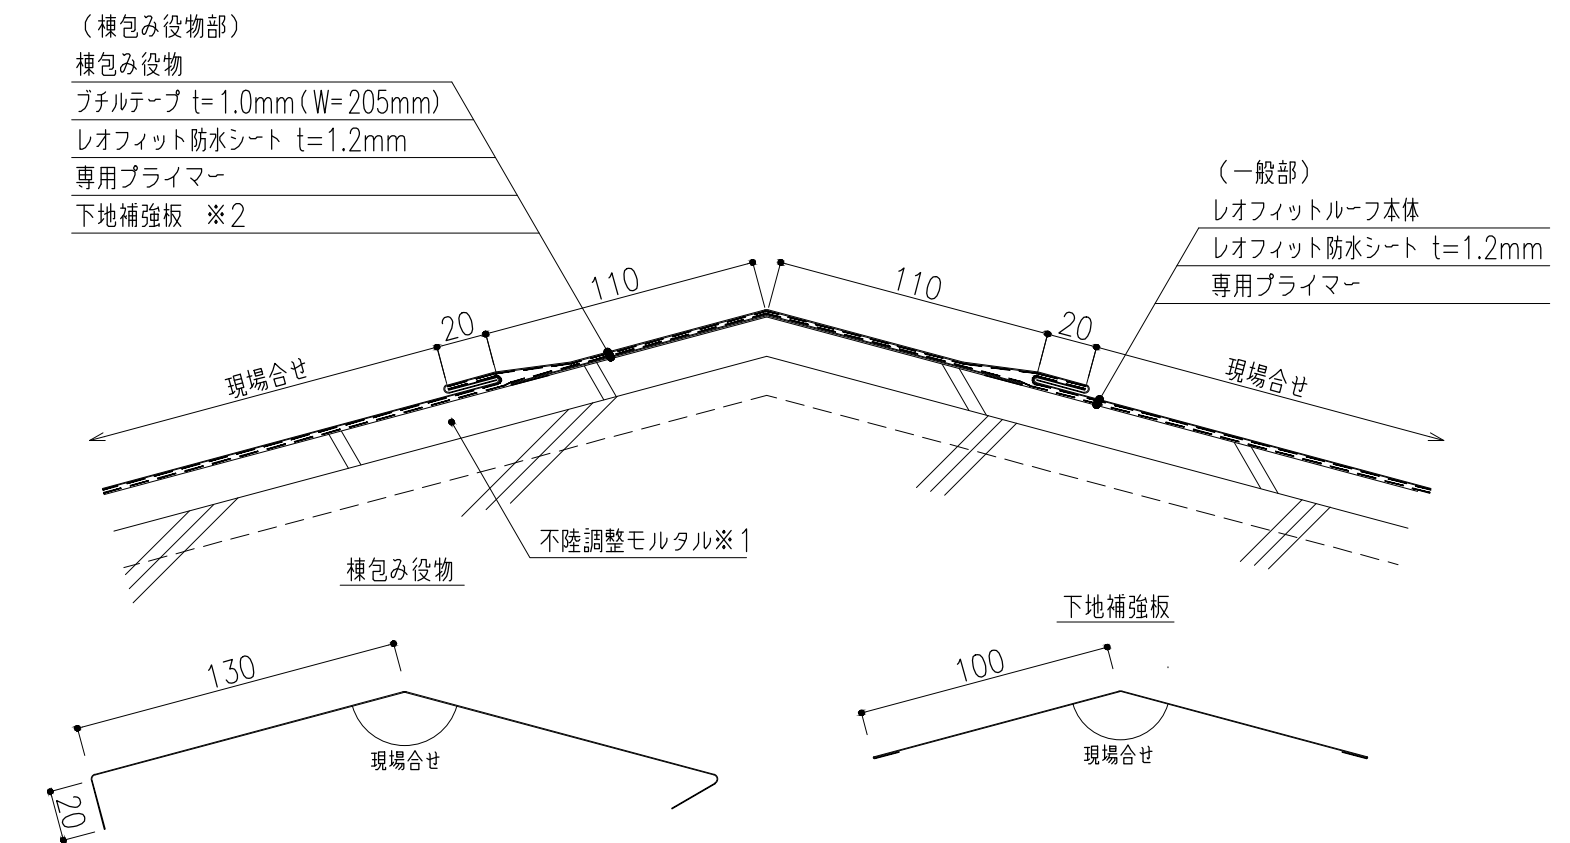 （棟包み役物部）
棟包み役物
ブチルテープ t=1.0mm(W=205mm)
レオフィット防水シート t=1.2mm
専用プライマー
下地補強板 ※2
（一般部）
レオフィットルーフ本体
レオフィット防水シート t=1.2mm
専用プライマー
110
110
20
20
現場合せ
現場合せ
不陸調整モルタル※1
棟包み役物
下地補強板
130
100
現場合せ
現場合せ
20